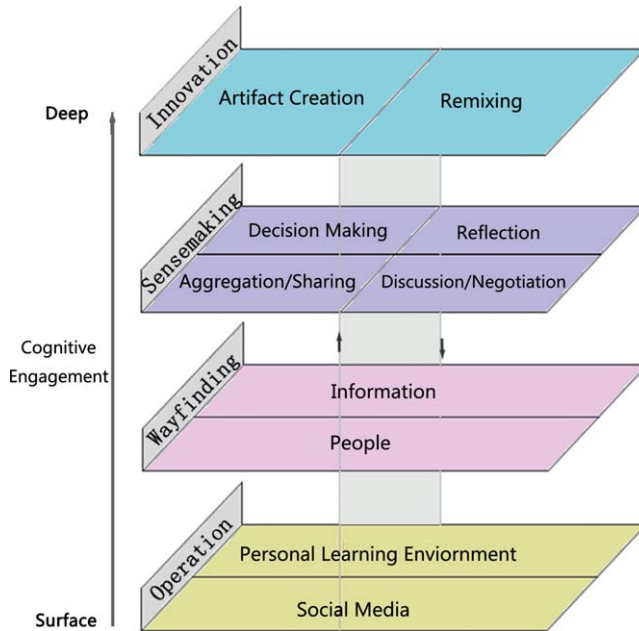 Innovation
Artifact Creation
Remixing
Deep
Sensemaking
Decision Making
Reflection
Aggregation/Sharing
Discussion/Negotiation
Cognitive
Engagement
Wayfinding
Information
People
Operation
Personal Learning Enviornment
Social Media
Surface